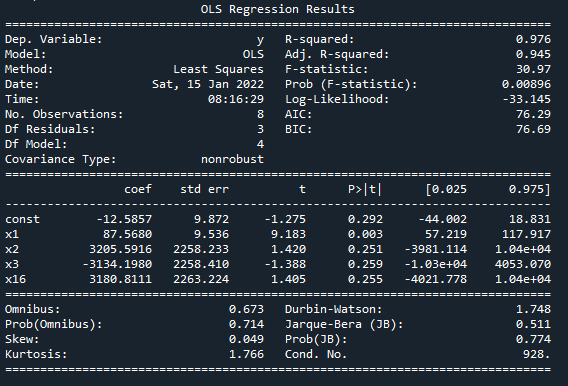 OLS Regression Results
==============================================================================
Dep. Variable:                      y   R-squared:                       0.976
Model:                            OLS   Adj. R-squared:                  0.945
Method:                 Least Squares   F-statistic:                     30.97
Date:                Sat, 15 Jan 2022   Prob (F-statistic):            0.00896
Time:                        08:16:29   Log-Likelihood:                -33.145
No. Observations:                   8   AIC:                             76.29
Df Residuals:                       3   BIC:                             76.69
Df Model:                           4
Covariance Type:            nonrobust
==============================================================================
                 coef    std err          t      P>|t|      [0.025      0.975]
------------------------------------------------------------------------------
const        -12.5857      9.872     -1.275      0.292     -44.002      18.831
x1            87.5680      9.536      9.183      0.003      57.219     117.917
x2          3205.5916   2258.233      1.420      0.251   -3981.114    1.04e+04
x3         -3134.1980   2258.410     -1.388      0.259   -1.03e+04    4053.070
x16         3180.8111   2263.224      1.405      0.255   -4021.778    1.04e+04
==============================================================================
Omnibus:                        0.673   Durbin-Watson:                   1.748
Prob(Omnibus):                  0.714   Jarque-Bera (JB):                0.511
Skew:                           0.049   Prob(JB):                        0.774
Kurtosis:                       1.766   Cond. No.                         928.
==============================================================================